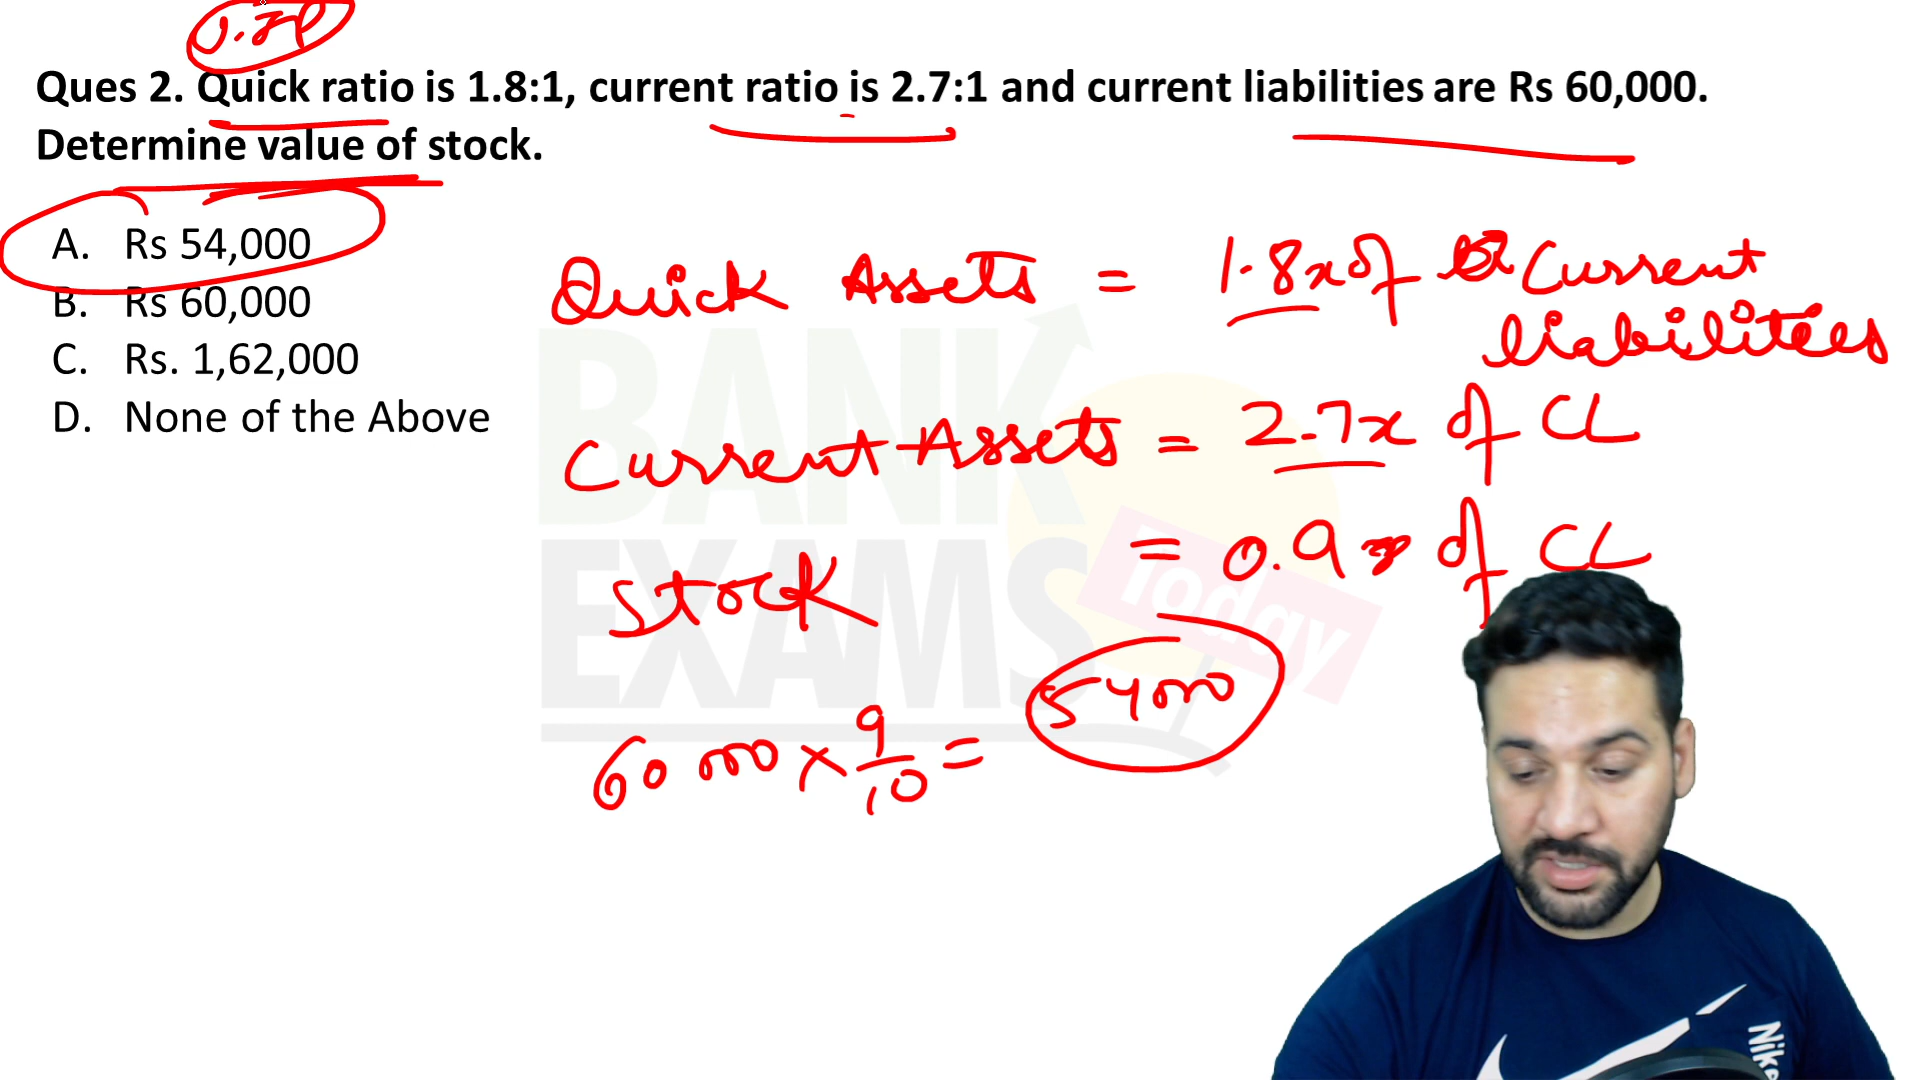 Ques 2. Quick ratio is 1.8:1, current ratio is 2.7:1 and current liabilities are Rs 60,000.
Determine value of stock.
A. Rs 54,000
B. Rs 60,000
C. Rs. 1,62,000
D. None of the Above
Quick Assets = 1.8x of Current
liabilities
Current Assets = 2.7x of CL
Stock = 0.9x of CL
60000 × 9/10 = 54000
BANK
EXAMS
Today
Nike